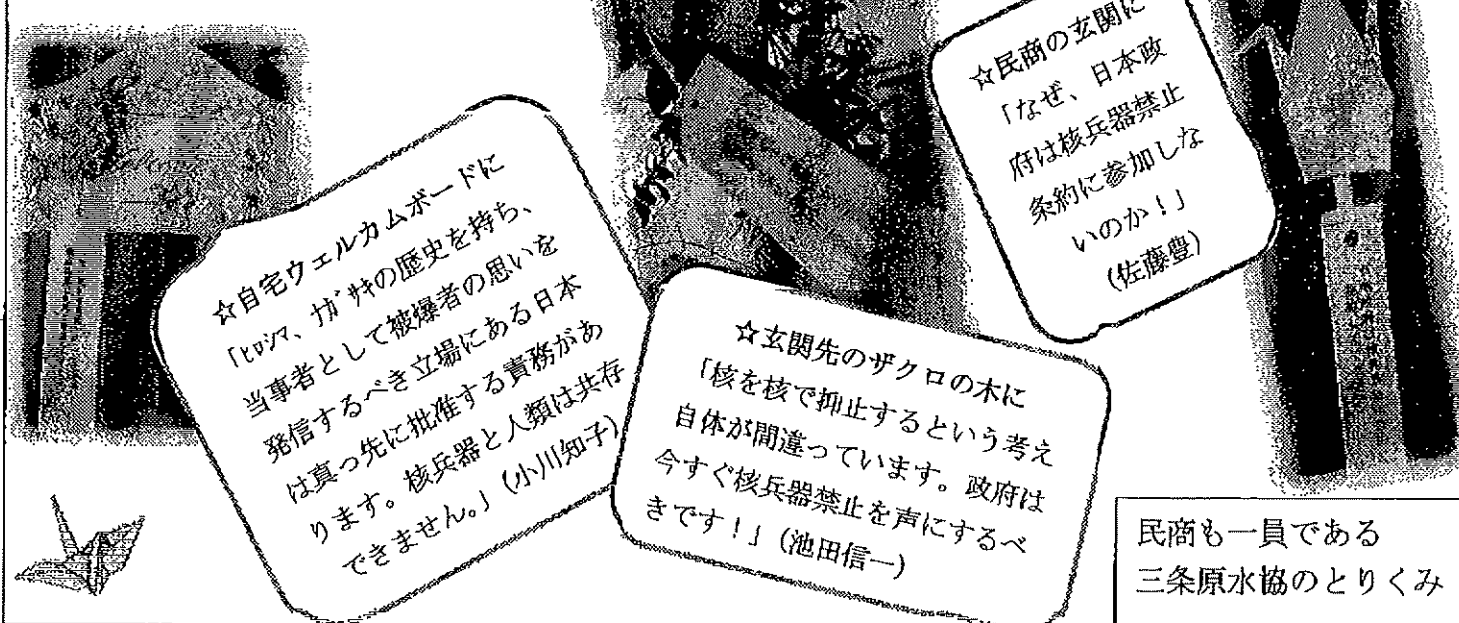 ☆自宅ウェルカムボードに
「ﾋﾛｼﾏ、ﾅｶﾞｻｷの歴史を持ち、
当事者として被爆者の思いを
発信するべき立場にある日本
は真っ先に批准する責務があ
ります。核兵器と人類は共存
できません。」(小川知子)
☆玄関先のザクロの木に
「核を核で抑止するという考え
自体が間違っています。政府は
今すぐ核兵器禁止を声にするべ
きです！」(池田信一)
☆民商の玄関に
「なぜ、日本政
府は核兵器禁止
条約に参加しな
いのか！」
(佐藤豊)
民商も一員である
三条原水協のとりくみ